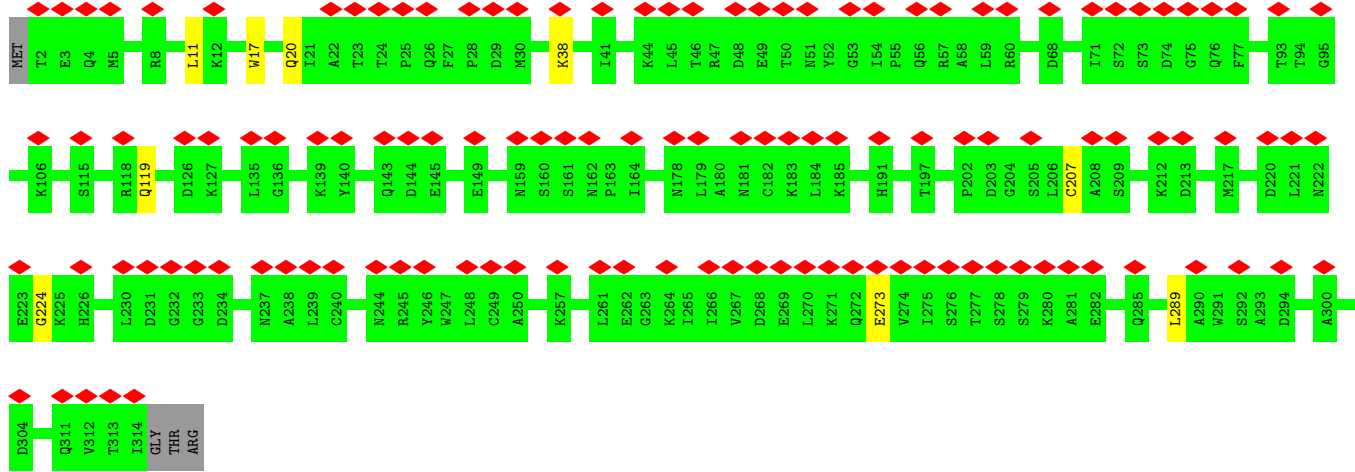 MET T2 E3 Q4 M5 R8 L11 K12 W17 Q20 I21 A22 T23 T24 P25 Q26 F27 P28 D29 M30 K38 I41 K44 L45 T46 R47 D48 E49 T50 N51 Y52 G53 I54 P55 Q56 R57 A58 L59 R60 D68 I71 S72 S73 D74 G75 Q76 F77 T93 T94 G95
K106 S115 R118 Q119 D126 K127 L135 G136 K139 Y140 Q143 D144 E145 E149 N159 S160 S161 N162 P163 I164 N178 L179 A180 N181 C182 K183 L184 K185 H191 T197 P202 D203 G204 S205 L206 C207 A208 S209 K212 D213 M217 D220 L221 N222
E223 G224 K225 H226 L230 D231 G232 G233 D234 N237 A238 L239 C240 N244 R245 Y246 W247 L248 C249 A250 K257 L261 E262 G263 K264 I265 I266 V267 D268 E269 L270 K271 Q272 E273 V274 I275 S276 T277 S278 S279 K280 A281 E282 Q285 L289 A290 W291 S292 A293 D294 A300
D304 Q311 V312 T313 I314 GLY THR ARG